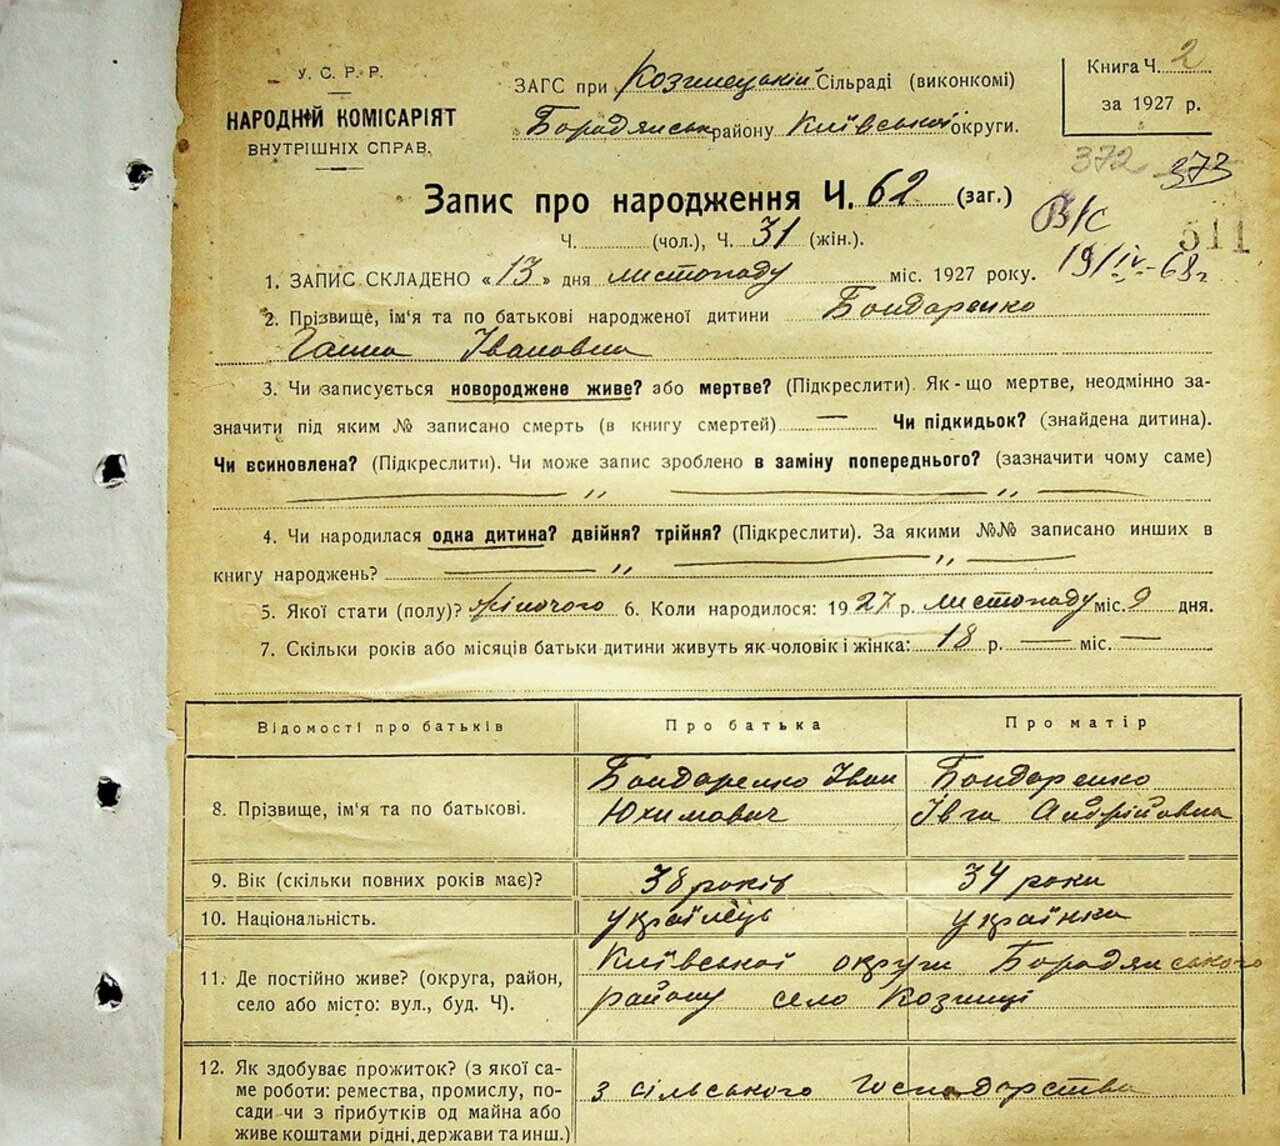 У. С. Р. Р.
НАРОДНІЙ КОМІСАРІЯТ
ВНУТРІШНІХ СПРАВ.
ЗАГС при Козинецькій Сільраді (виконкомі)
Бородянськ району Київської округи.
Книга Ч. 2
за 1927 р.
372 373
Запис про народження Ч. 62 (заг.)
В/С
511
Ч. (чол.), Ч. 31 (жін.).
19/IV-68г
1. ЗАПИС СКЛАДЕНО «13» дня листопаду міс. 1927 року.
2. Прізвище, ім'я та по батькові народженої дитини Бондаренко
Ганна Івановна
3. Чи записується новороджене живе? або мертве? (Підкреслити). Як-що мертве, неодмінно за-
значити під яким № записано смерть (в книгу смертей) — Чи підкидьок? (знайдена дитина).
Чи всиновлена? (Підкреслити). Чи може запис зроблено в заміну попереднього? (зазначити чому саме)
— „ — „ —
4. Чи народилася одна дитина? двійня? трійня? (Підкреслити). За якими №№ записано инших в
книгу народжень? — „ — „ —
5. Якої стати (полу)? жіночого 6. Коли народилося: 1927 р. листопаду міс. 9 дня.
7. Скільки років або місяців батьки дитини живуть як чоловік і жінка: 18 р. — міс. —
Відомості про батьків Про батька Про матір
8. Прізвище, ім'я та по батькові.
Бондаренко Іван
Юхимович
Бондаренко
Івга Андрійовна
9. Вік (скільки повних років має)? 38 років 34 роки
10. Національність. українець українка
11. Де постійно живе? (округа, район,
село або місто: вул., буд. Ч).
Київської округи Бородянського
району село Козинці
12. Як здобуває прожиток? (з якої са-
ме роботи: ремества, промислу, по-
сади чи з прибутків од майна або
живе коштами рідні, держави та инш.)
з сільського господарства